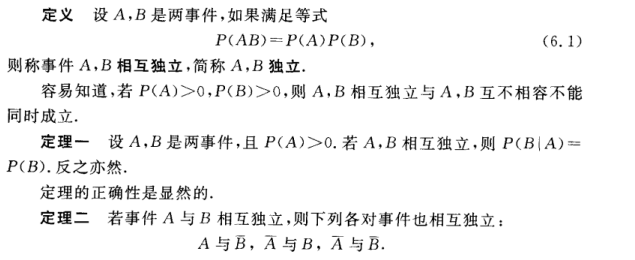 定义 设 A,B 是两事件,如果满足等式
P(AB)=P(A)P(B), (6.1)
则称事件 A,B 相互独立,简称 A,B 独立.
容易知道,若 P(A)>0,P(B)>0,则 A,B 相互独立与 A,B 互不相容不能
同时成立.
定理一 设 A,B 是两事件,且 P(A)>0.若 A,B 相互独立,则 P(B|A)=
P(B).反之亦然.
定理的正确性是显然的.
定理二 若事件 A 与 B 相互独立,则下列各对事件也相互独立:
A 与 B̅, A̅ 与 B, A̅ 与 B̅.